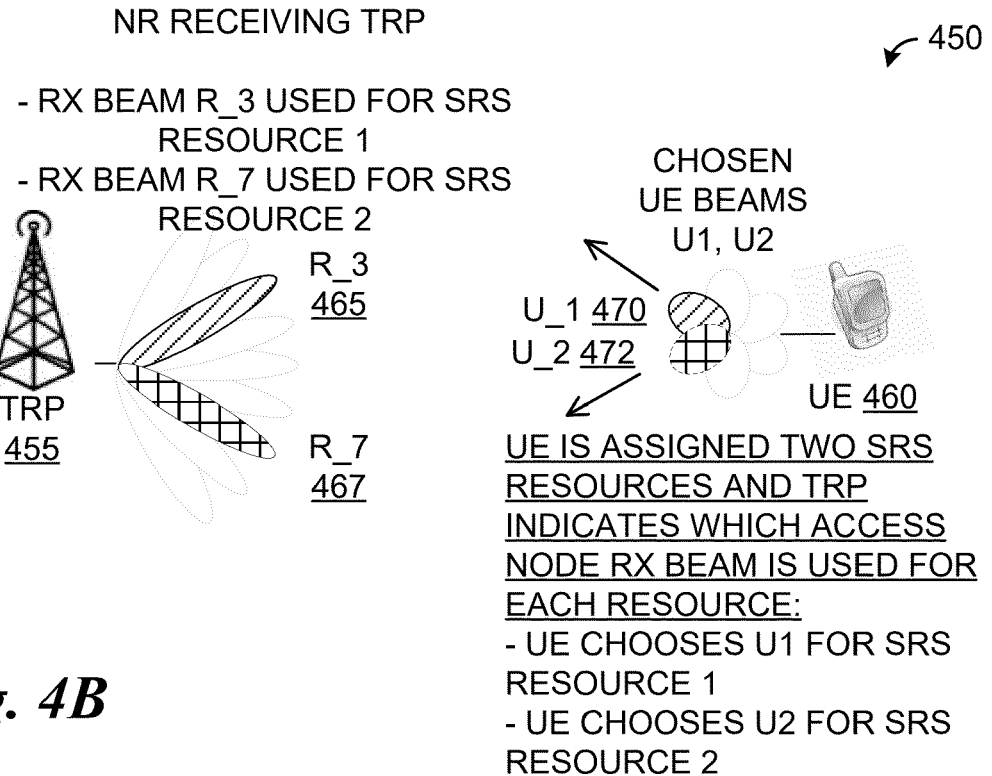 NR RECEIVING TRP
450
- RX BEAM R_3 USED FOR SRS
RESOURCE 1
- RX BEAM R_7 USED FOR SRS
RESOURCE 2
CHOSEN
UE BEAMS
U1, U2
R_3
465
U_1 470
U_2 472
UE 460
TRP
455
R_7
467
UE IS ASSIGNED TWO SRS
RESOURCES AND TRP
INDICATES WHICH ACCESS
NODE RX BEAM IS USED FOR
EACH RESOURCE:
- UE CHOOSES U1 FOR SRS
RESOURCE 1
- UE CHOOSES U2 FOR SRS
RESOURCE 2
4B